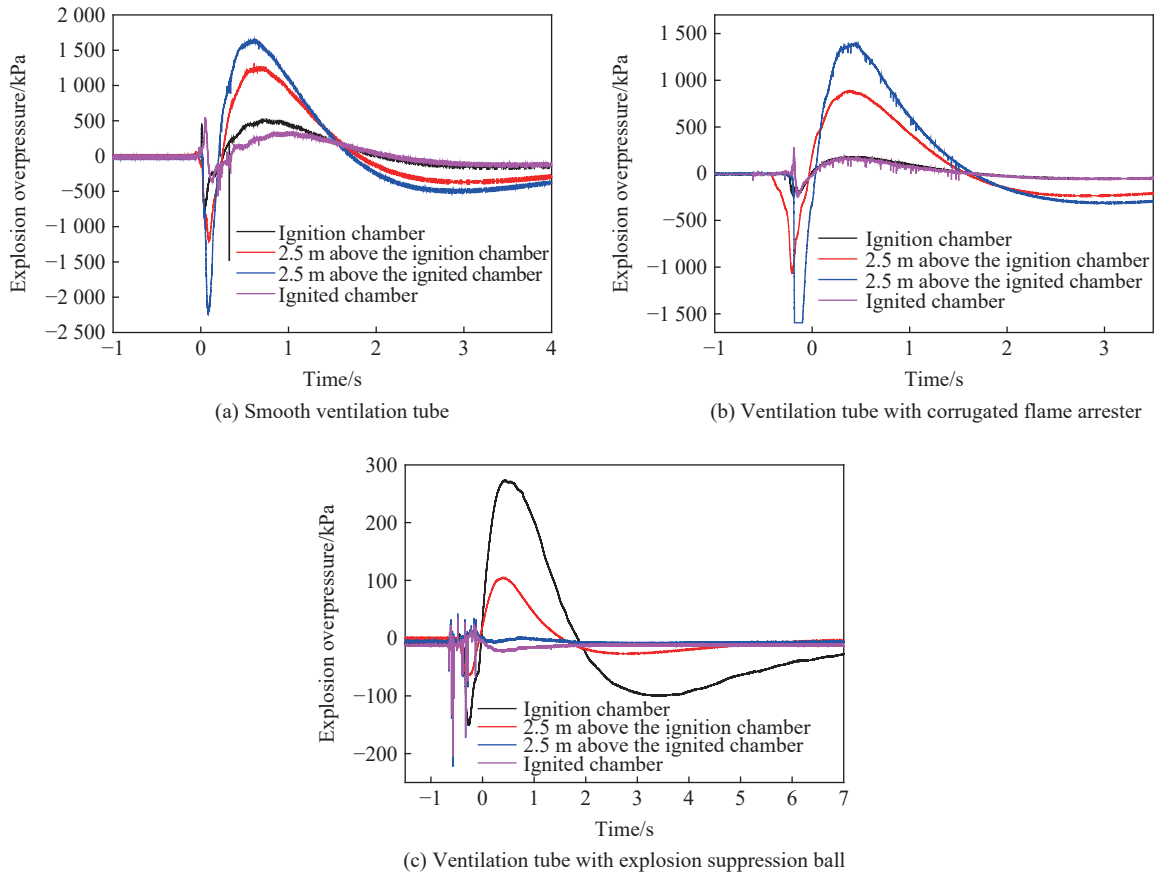 2 000
1 500
1 000
500
0
−500
−1 000
−1 500
−2 000
−2 500
Explosion overpressure/kPa
Ignition chamber
2.5 m above the ignition chamber
2.5 m above the ignited chamber
Ignited chamber
−1 0 1 2 3 4
Time/s
(a) Smooth ventilation tube
1 500
1 000
500
0
−500
−1 000
−1 500
Explosion overpressure/kPa
Ignition chamber
2.5 m above the ignition chamber
2.5 m above the ignited chamber
Ignited chamber
−1 0 1 2 3
Time/s
(b) Ventilation tube with corrugated flame arrester
300
200
100
0
−100
−200
Explosion overpressure/kPa
Ignition chamber
2.5 m above the ignition chamber
2.5 m above the ignited chamber
Ignited chamber
−1 0 1 2 3 4 5 6 7
Time/s
(c) Ventilation tube with explosion suppression ball